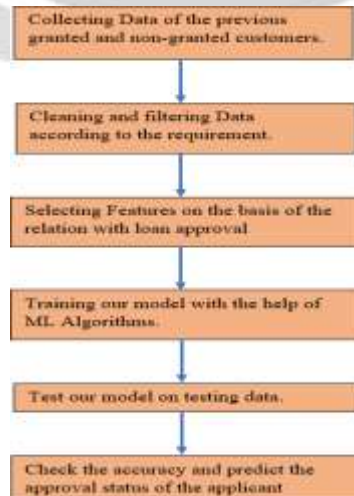 Collecting Data of the previous
granted and non-granted customers.
Cleaning and filtering Data
according to the requirement.
Selecting Features on the basis of the
relation with loan approval
Training our model with the help of
ML Algorithms.
Test our model on testing data.
Check the accuracy and predict the
approval status of the applicant